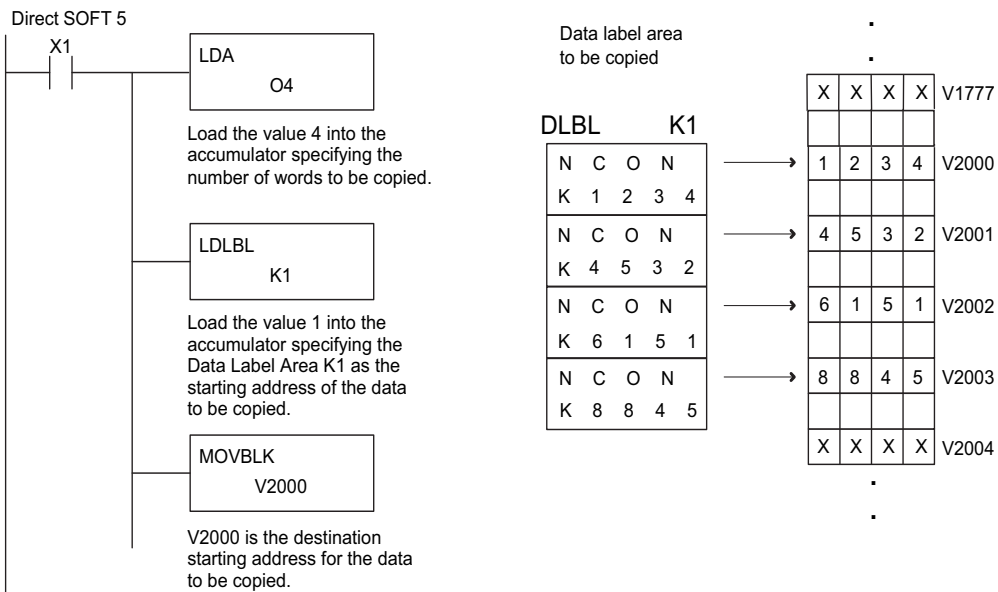 Direct SOFT 5
X1
LDA
O4
Load the value 4 into the
accumulator specifying the
number of words to be copied.
LDLBL
K1
Load the value 1 into the
accumulator specifying the
Data Label Area K1 as the
starting address of the data
to be copied.
MOVBLK
V2000
V2000 is the destination
starting address for the data
to be copied.
Data label area
to be copied
DLBL K1
N C O N
K 1 2 3 4
N C O N
K 4 5 3 2
N C O N
K 6 1 5 1
N C O N
K 8 8 4 5
X X X X V1777
1 2 3 4 V2000
4 5 3 2 V2001
6 1 5 1 V2002
8 8 4 5 V2003
X X X X V2004